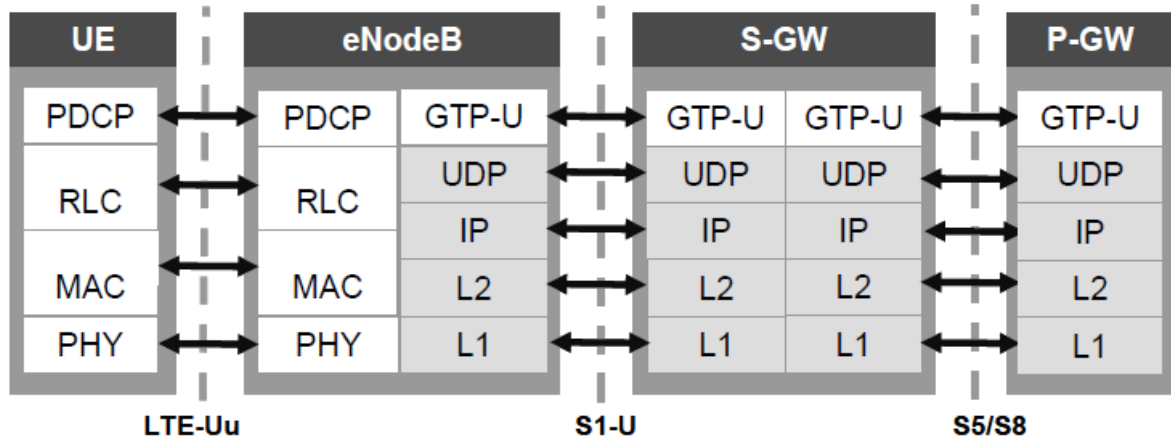 UE eNodeB S-GW P-GW
PDCP PDCP GTP-U GTP-U GTP-U GTP-U
RLC RLC UDP UDP UDP UDP
IP IP IP IP
MAC MAC L2 L2 L2 L2
PHY PHY L1 L1 L1 L1
LTE-Uu S1-U S5/S8